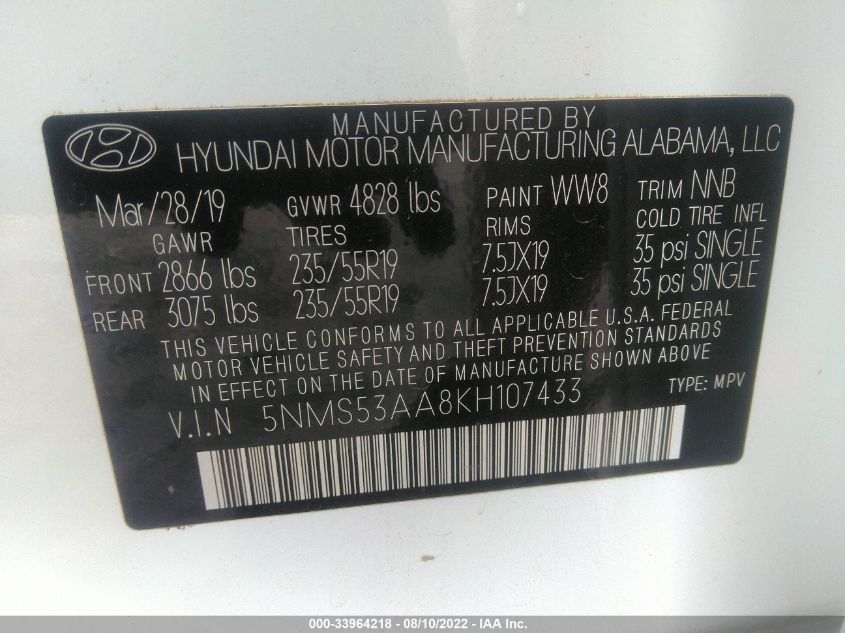 MANUFACTURED BY
HYUNDAI MOTOR MANUFACTURING ALABAMA, LLC
Mar/28/19 GVWR 4828 lbs PAINT WW8 TRIM NNB
GAWR TIRES RIMS COLD TIRE INFL
FRONT 2866 lbs 235/55R19 7.5JX19 35 psi SINGLE
REAR 3075 lbs 235/55R19 7.5JX19 35 psi SINGLE
THIS VEHICLE CONFORMS TO ALL APPLICABLE U.S.A. FEDERAL
MOTOR VEHICLE SAFETY AND THEFT PREVENTION STANDARDS
IN EFFECT ON THE DATE OF MANUFACTURE SHOWN ABOVE
V.I.N 5NMS53AA8KH107433 TYPE: MPV
000-33964218 - 08/10/2022 - IAA Inc.